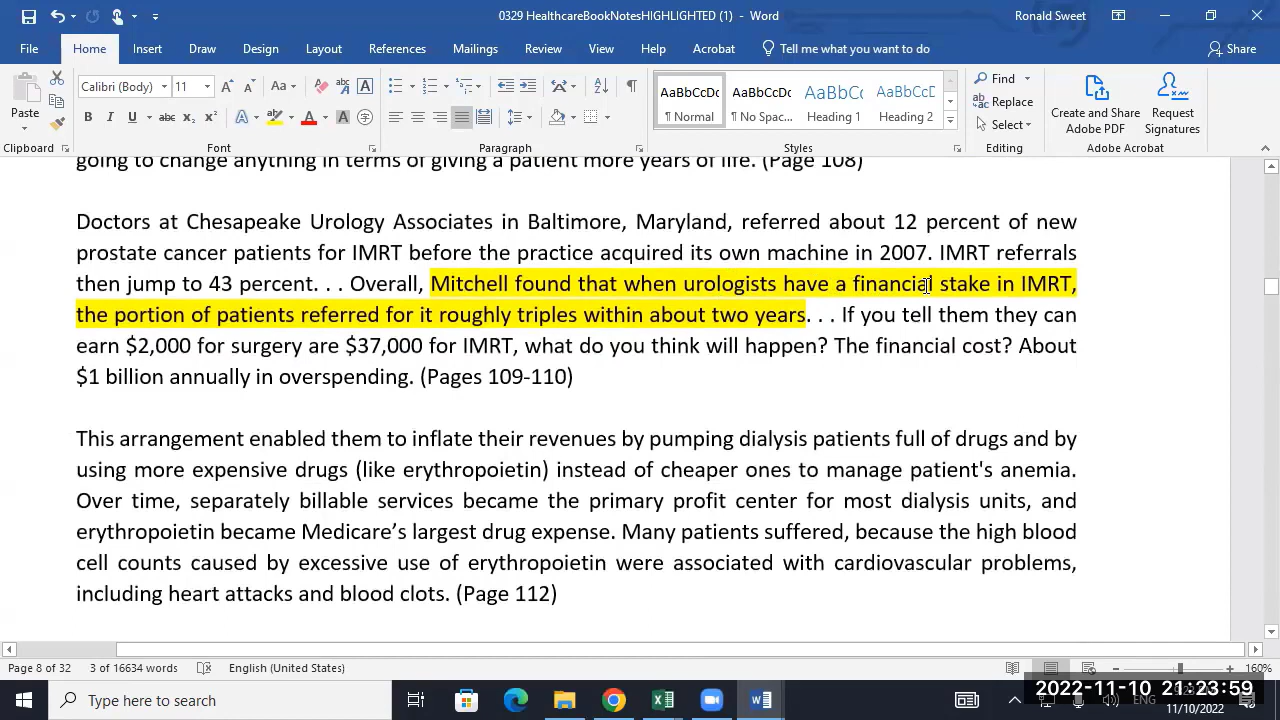 0329 HealthcareBookNotesHIGHLIGHTED (1) - Word
Ronald Sweet
File Home Insert Draw Design Layout References Mailings Review View Help Acrobat Tell me what you want to do Share
Paste
Clipboard
Calibri (Body) 11
Font
Paragraph
AaBbCcDc AaBbCcDc AaBbCc AaBbCcC
¶ Normal ¶ No Spac... Heading 1 Heading 2
Styles
Find
Replace
Select
Editing
Create and Share Adobe PDF
Request Signatures
Adobe Acrobat
going to change anything in terms of giving a patient more years of life. (Page 108)
Doctors at Chesapeake Urology Associates in Baltimore, Maryland, referred about 12 percent of new
prostate cancer patients for IMRT before the practice acquired its own machine in 2007. IMRT referrals
then jump to 43 percent. . . Overall, Mitchell found that when urologists have a financial stake in IMRT,
the portion of patients referred for it roughly triples within about two years. . . If you tell them they can
earn $2,000 for surgery are $37,000 for IMRT, what do you think will happen? The financial cost? About
$1 billion annually in overspending. (Pages 109-110)
This arrangement enabled them to inflate their revenues by pumping dialysis patients full of drugs and by
using more expensive drugs (like erythropoietin) instead of cheaper ones to manage patient's anemia.
Over time, separately billable services became the primary profit center for most dialysis units, and
erythropoietin became Medicare’s largest drug expense. Many patients suffered, because the high blood
cell counts caused by excessive use of erythropoietin were associated with cardiovascular problems,
including heart attacks and blood clots. (Page 112)
Page 8 of 32 3 of 16634 words English (United States) 160%
Type here to search
2022-11-10 21:23:59
ENG
11/10/2022